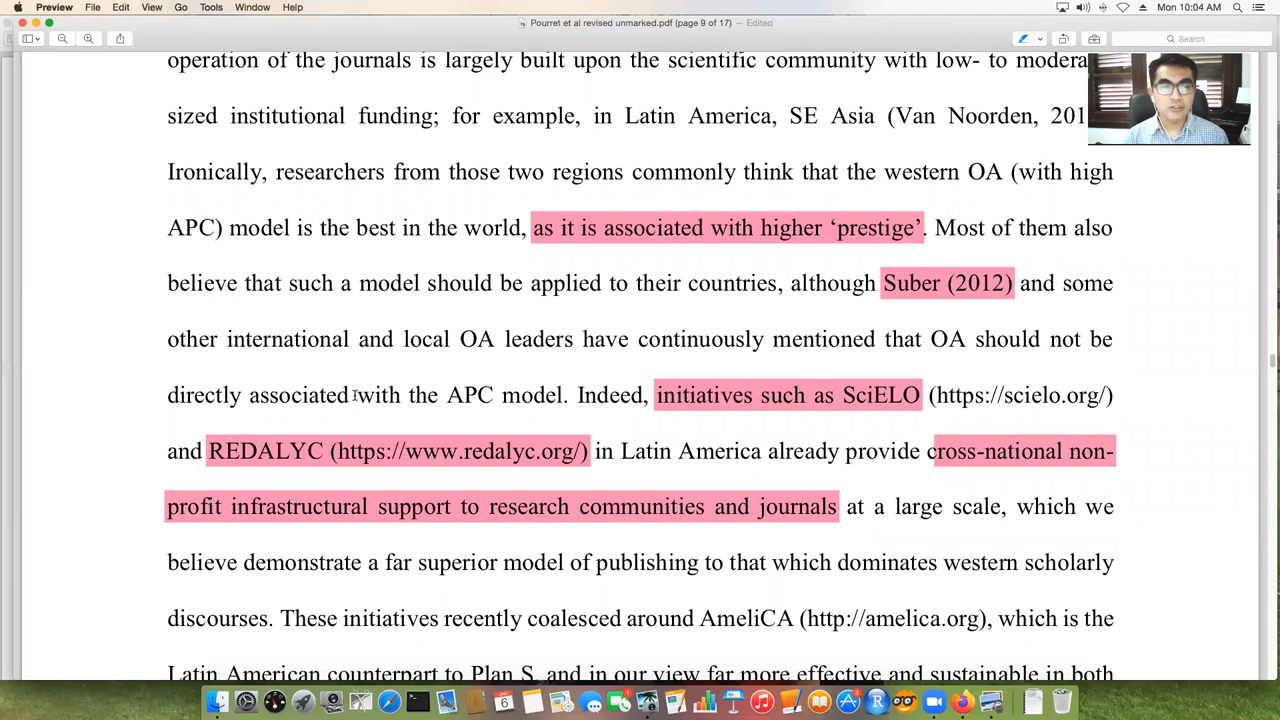 Preview File Edit View Go Tools Window Help Mon 10:04 AM
Pourret et al revised unmarked.pdf (page 9 of 17) — Edited
Search
operation of the journals is largely built upon the scientific community with low- to
sized institutional funding; for example, in Latin America, SE Asia (Van Noorden,
Ironically, researchers from those two regions commonly think that the western OA (with high
APC) model is the best in the world, as it is associated with higher ‘prestige’. Most of them also
believe that such a model should be applied to their countries, although Suber (2012) and some
other international and local OA leaders have continuously mentioned that OA should not be
directly associated with the APC model. Indeed, initiatives such as SciELO (https://scielo.org/)
and REDALYC (https://www.redalyc.org/) in Latin America already provide cross-national non-
profit infrastructural support to research communities and journals at a large scale, which we
believe demonstrate a far superior model of publishing to that which dominates western scholarly
discourses. These initiatives recently coalesced around AmeliCA (http://amelica.org), which is the
Latin American counterpart to Plan S, and in our view far more effective and sustainable in both